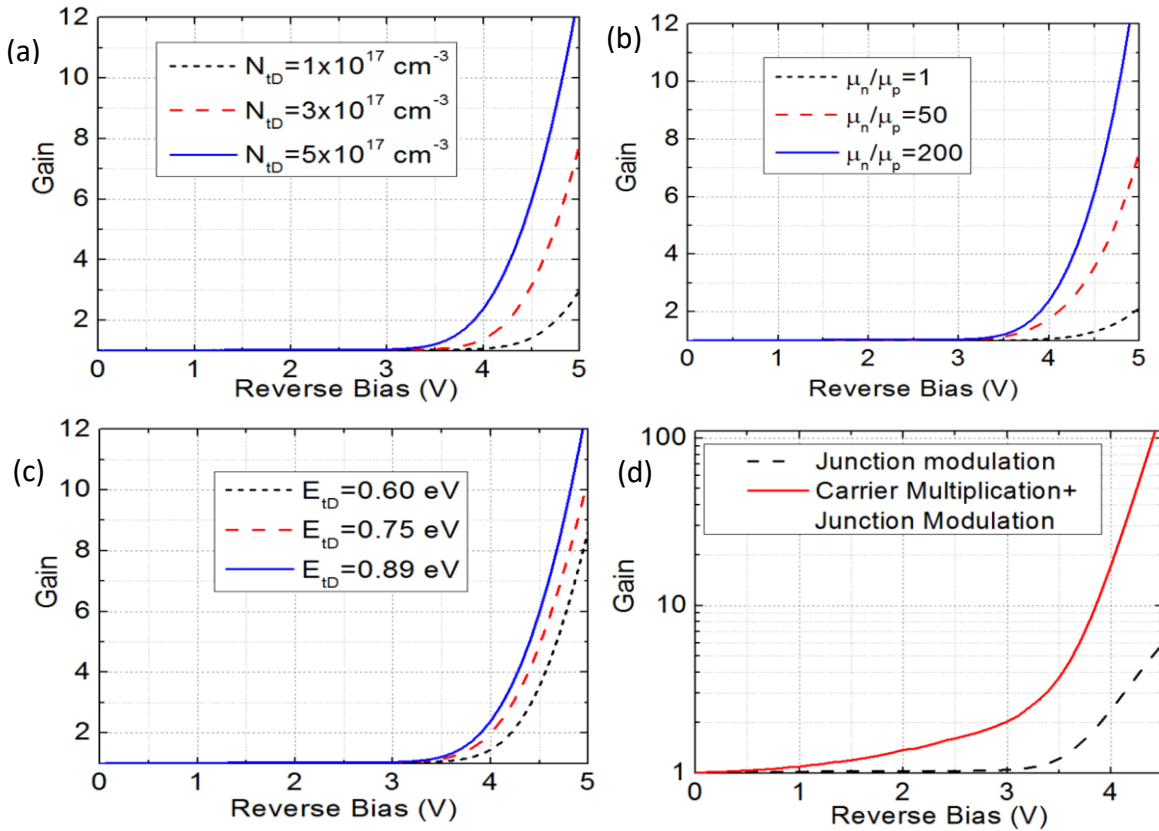 (a)
12
10
8
6
4
2
Gain
N_tD=1x10^17 cm^-3
N_tD=3x10^17 cm^-3
N_tD=5x10^17 cm^-3
0 1 2 3 4 5
Reverse Bias (V)
(b)
12
10
8
6
4
2
Gain
μ_n/μ_p=1
μ_n/μ_p=50
μ_n/μ_p=200
0 1 2 3 4 5
Reverse Bias (V)
(c)
12
10
8
6
4
2
Gain
E_tD=0.60 eV
E_tD=0.75 eV
E_tD=0.89 eV
0 1 2 3 4 5
Reverse Bias (V)
(d)
100
10
1
Gain
Junction modulation
Carrier Multiplication+
Junction Modulation
0 1 2 3 4
Reverse Bias (V)